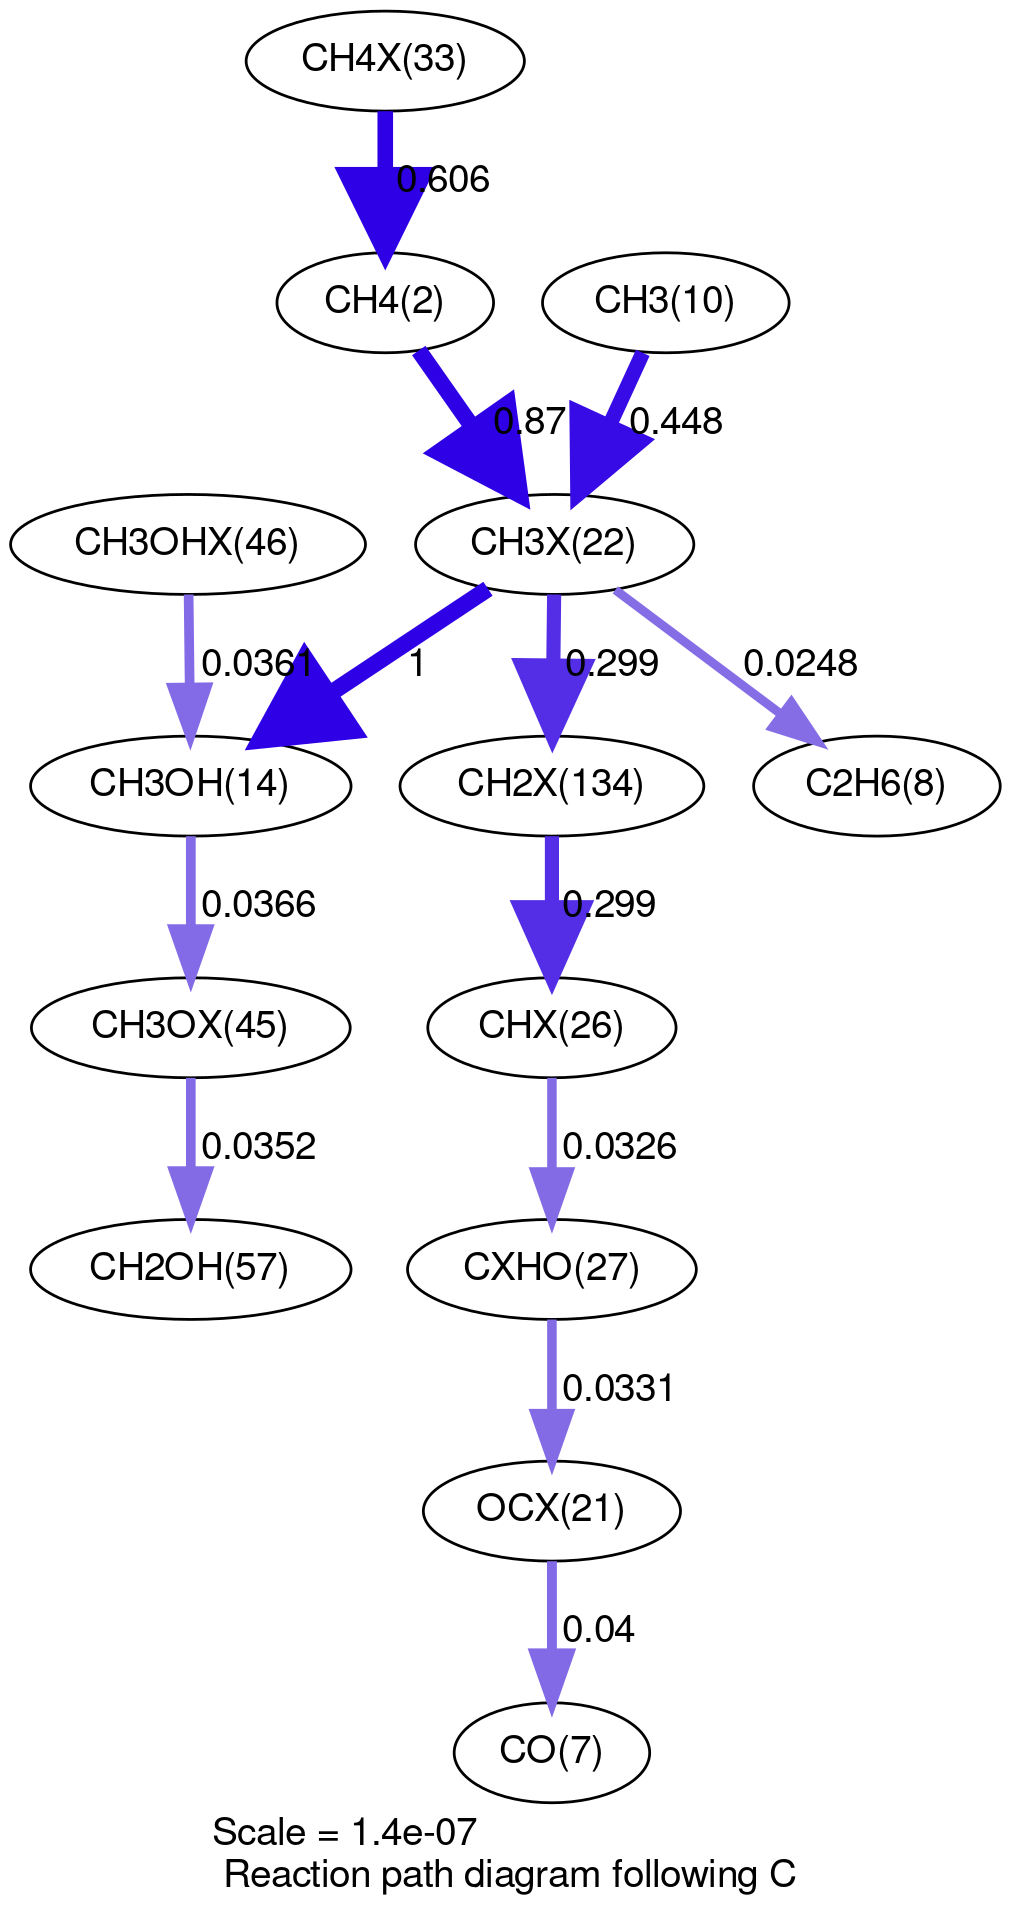 CH4X(33)
0.606
CH4(2)
CH3(10)
0.87
0.448
CH3OHX(46)
CH3X(22)
0.0361
1
0.299
0.0248
CH3OH(14)
CH2X(134)
C2H6(8)
0.0366
0.299
CH3OX(45)
CHX(26)
0.0352
0.0326
CH2OH(57)
CXHO(27)
0.0331
OCX(21)
0.04
CO(7)
Scale = 1.4e-07
Reaction path diagram following C